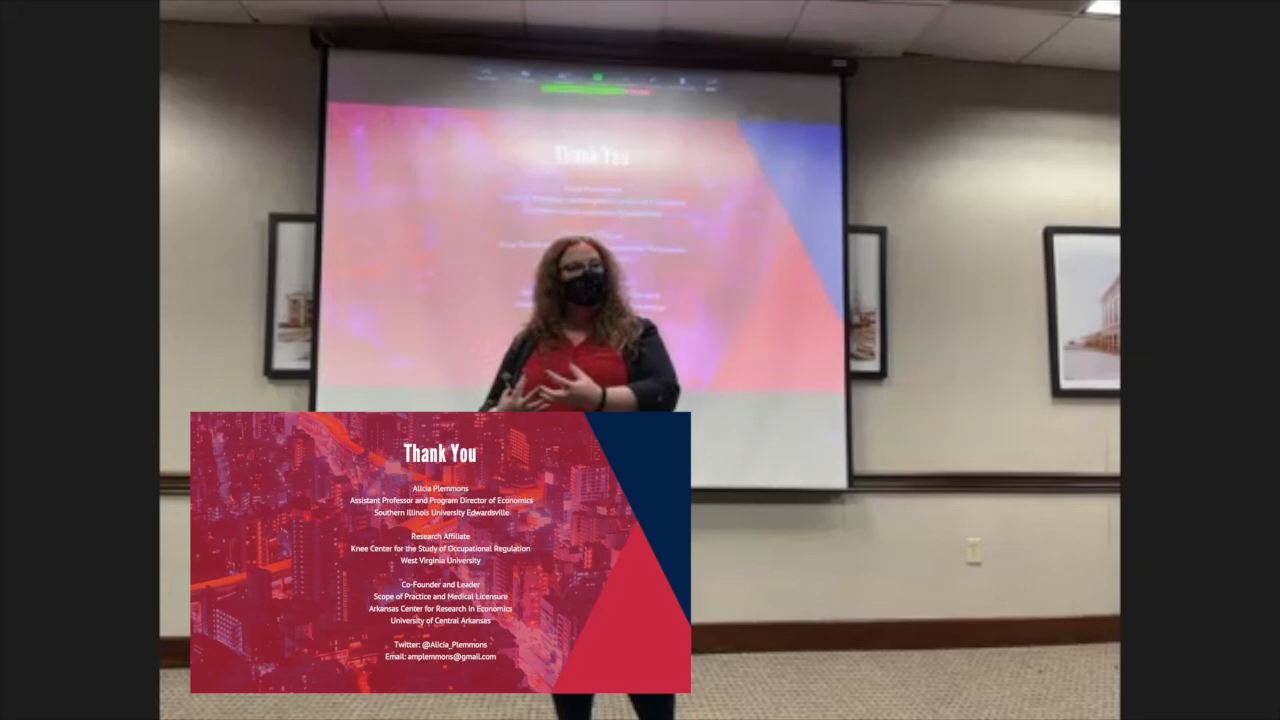 Thank You
Thank You
Alicia Plemmons
Assistant Professor and Program Director of Economics
Southern Illinois University Edwardsville
Research Affiliate
Knee Center for the Study of Occupational Regulation
West Virginia University
Co-Founder and Leader
Scope of Practice and Medical Licensure
Arkansas Center for Research in Economics
University of Central Arkansas
Twitter: @Alicia_Plemmons
Email: amplemmons@gmail.com